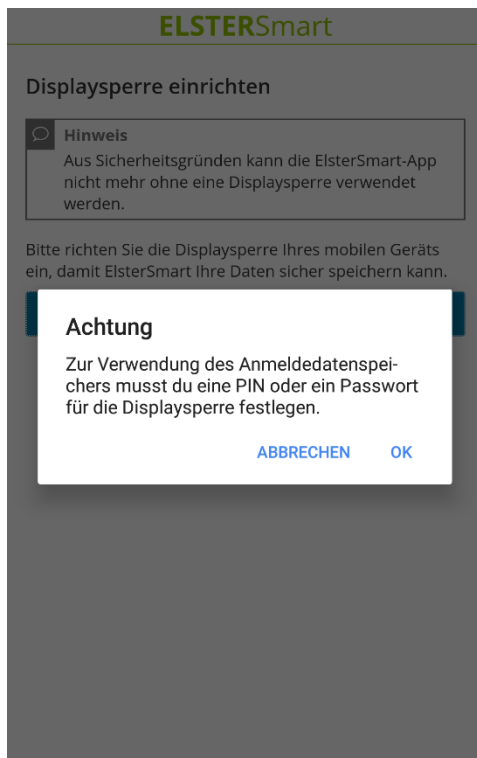 ELSTERSmart
Displaysperre einrichten
Hinweis
Aus Sicherheitsgründen kann die ElsterSmart-App
nicht mehr ohne eine Displaysperre verwendet
werden.
Bitte richten Sie die Displaysperre Ihres mobilen Geräts
ein, damit ElsterSmart Ihre Daten sicher speichern kann.
Achtung
Zur Verwendung des Anmeldedatenspei-
chers musst du eine PIN oder ein Passwort
für die Displaysperre festlegen.
ABBRECHEN OK